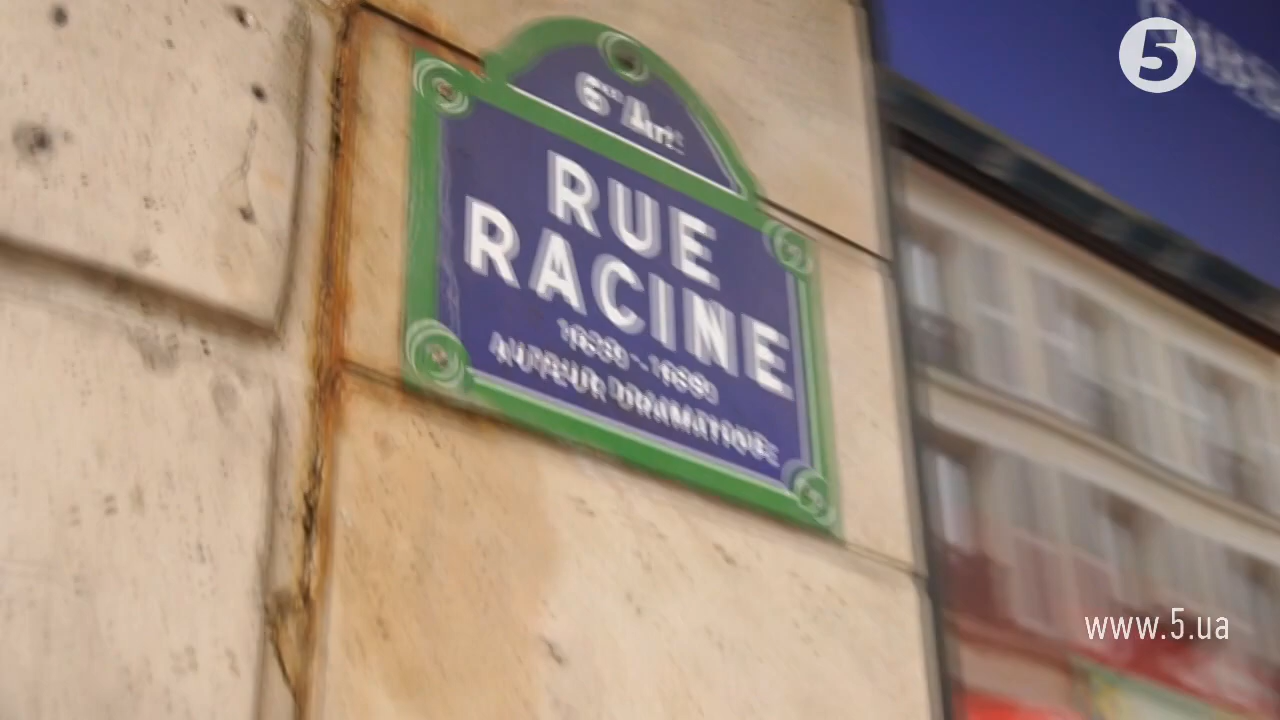 5
6e Arrt
RUE
RACINE
1639 - 1699
AUTEUR DRAMATIQUE
www.5.ua